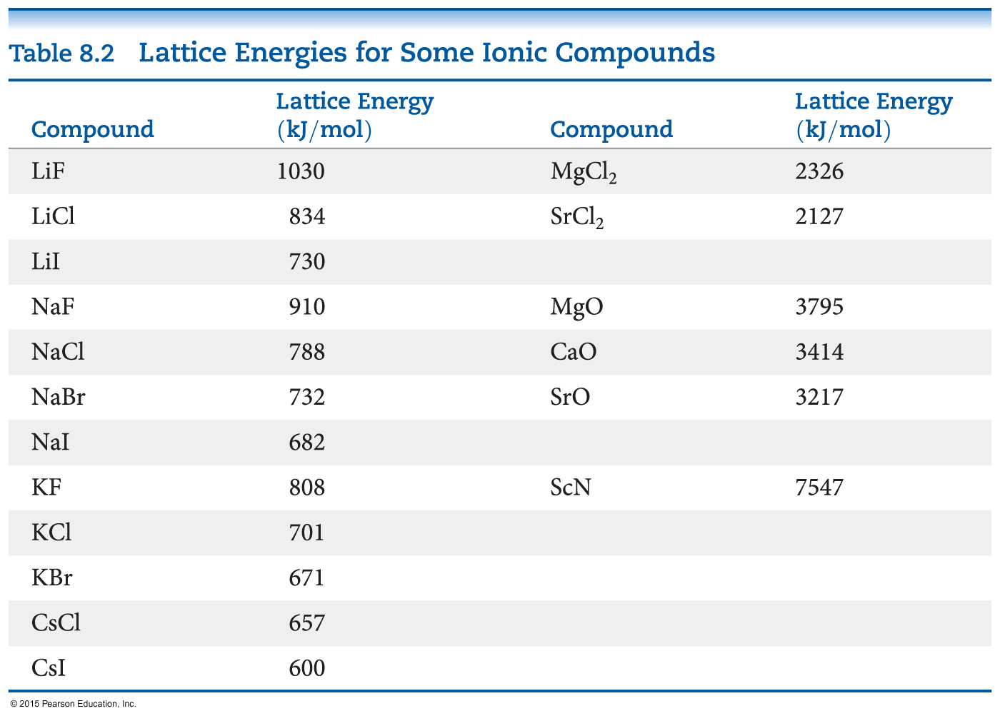 Table 8.2 Lattice Energies for Some Ionic Compounds
Compound Lattice Energy (kJ/mol) Compound Lattice Energy (kJ/mol)
LiF 1030 MgCl₂ 2326
LiCl 834 SrCl₂ 2127
LiI 730
NaF 910 MgO 3795
NaCl 788 CaO 3414
NaBr 732 SrO 3217
NaI 682
KF 808 ScN 7547
KCl 701
KBr 671
CsCl 657
CsI 600
© 2015 Pearson Education, Inc.